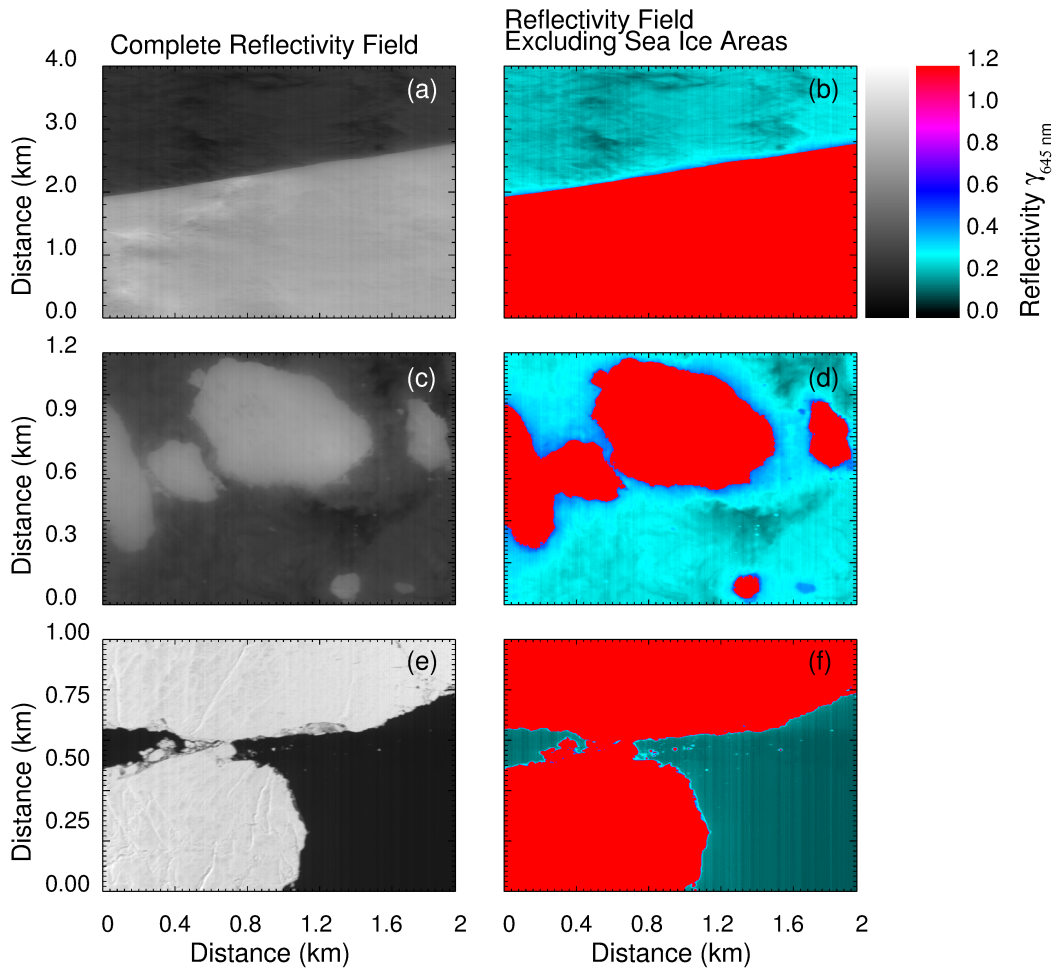 Complete Reflectivity Field
Reflectivity Field
Excluding Sea Ice Areas
4.0
3.0
2.0
1.0
0.0
Distance (km)
(a)
(b)
1.2
1.0
0.8
0.6
0.4
0.2
0.0
Reflectivity γ645 nm
1.2
0.9
0.6
0.3
0.0
Distance (km)
(c)
(d)
1.00
0.75
0.50
0.25
0.00
Distance (km)
(e)
(f)
0 0.4 0.8 1.2 1.6 2
Distance (km)
0 0.4 0.8 1.2 1.6 2
Distance (km)